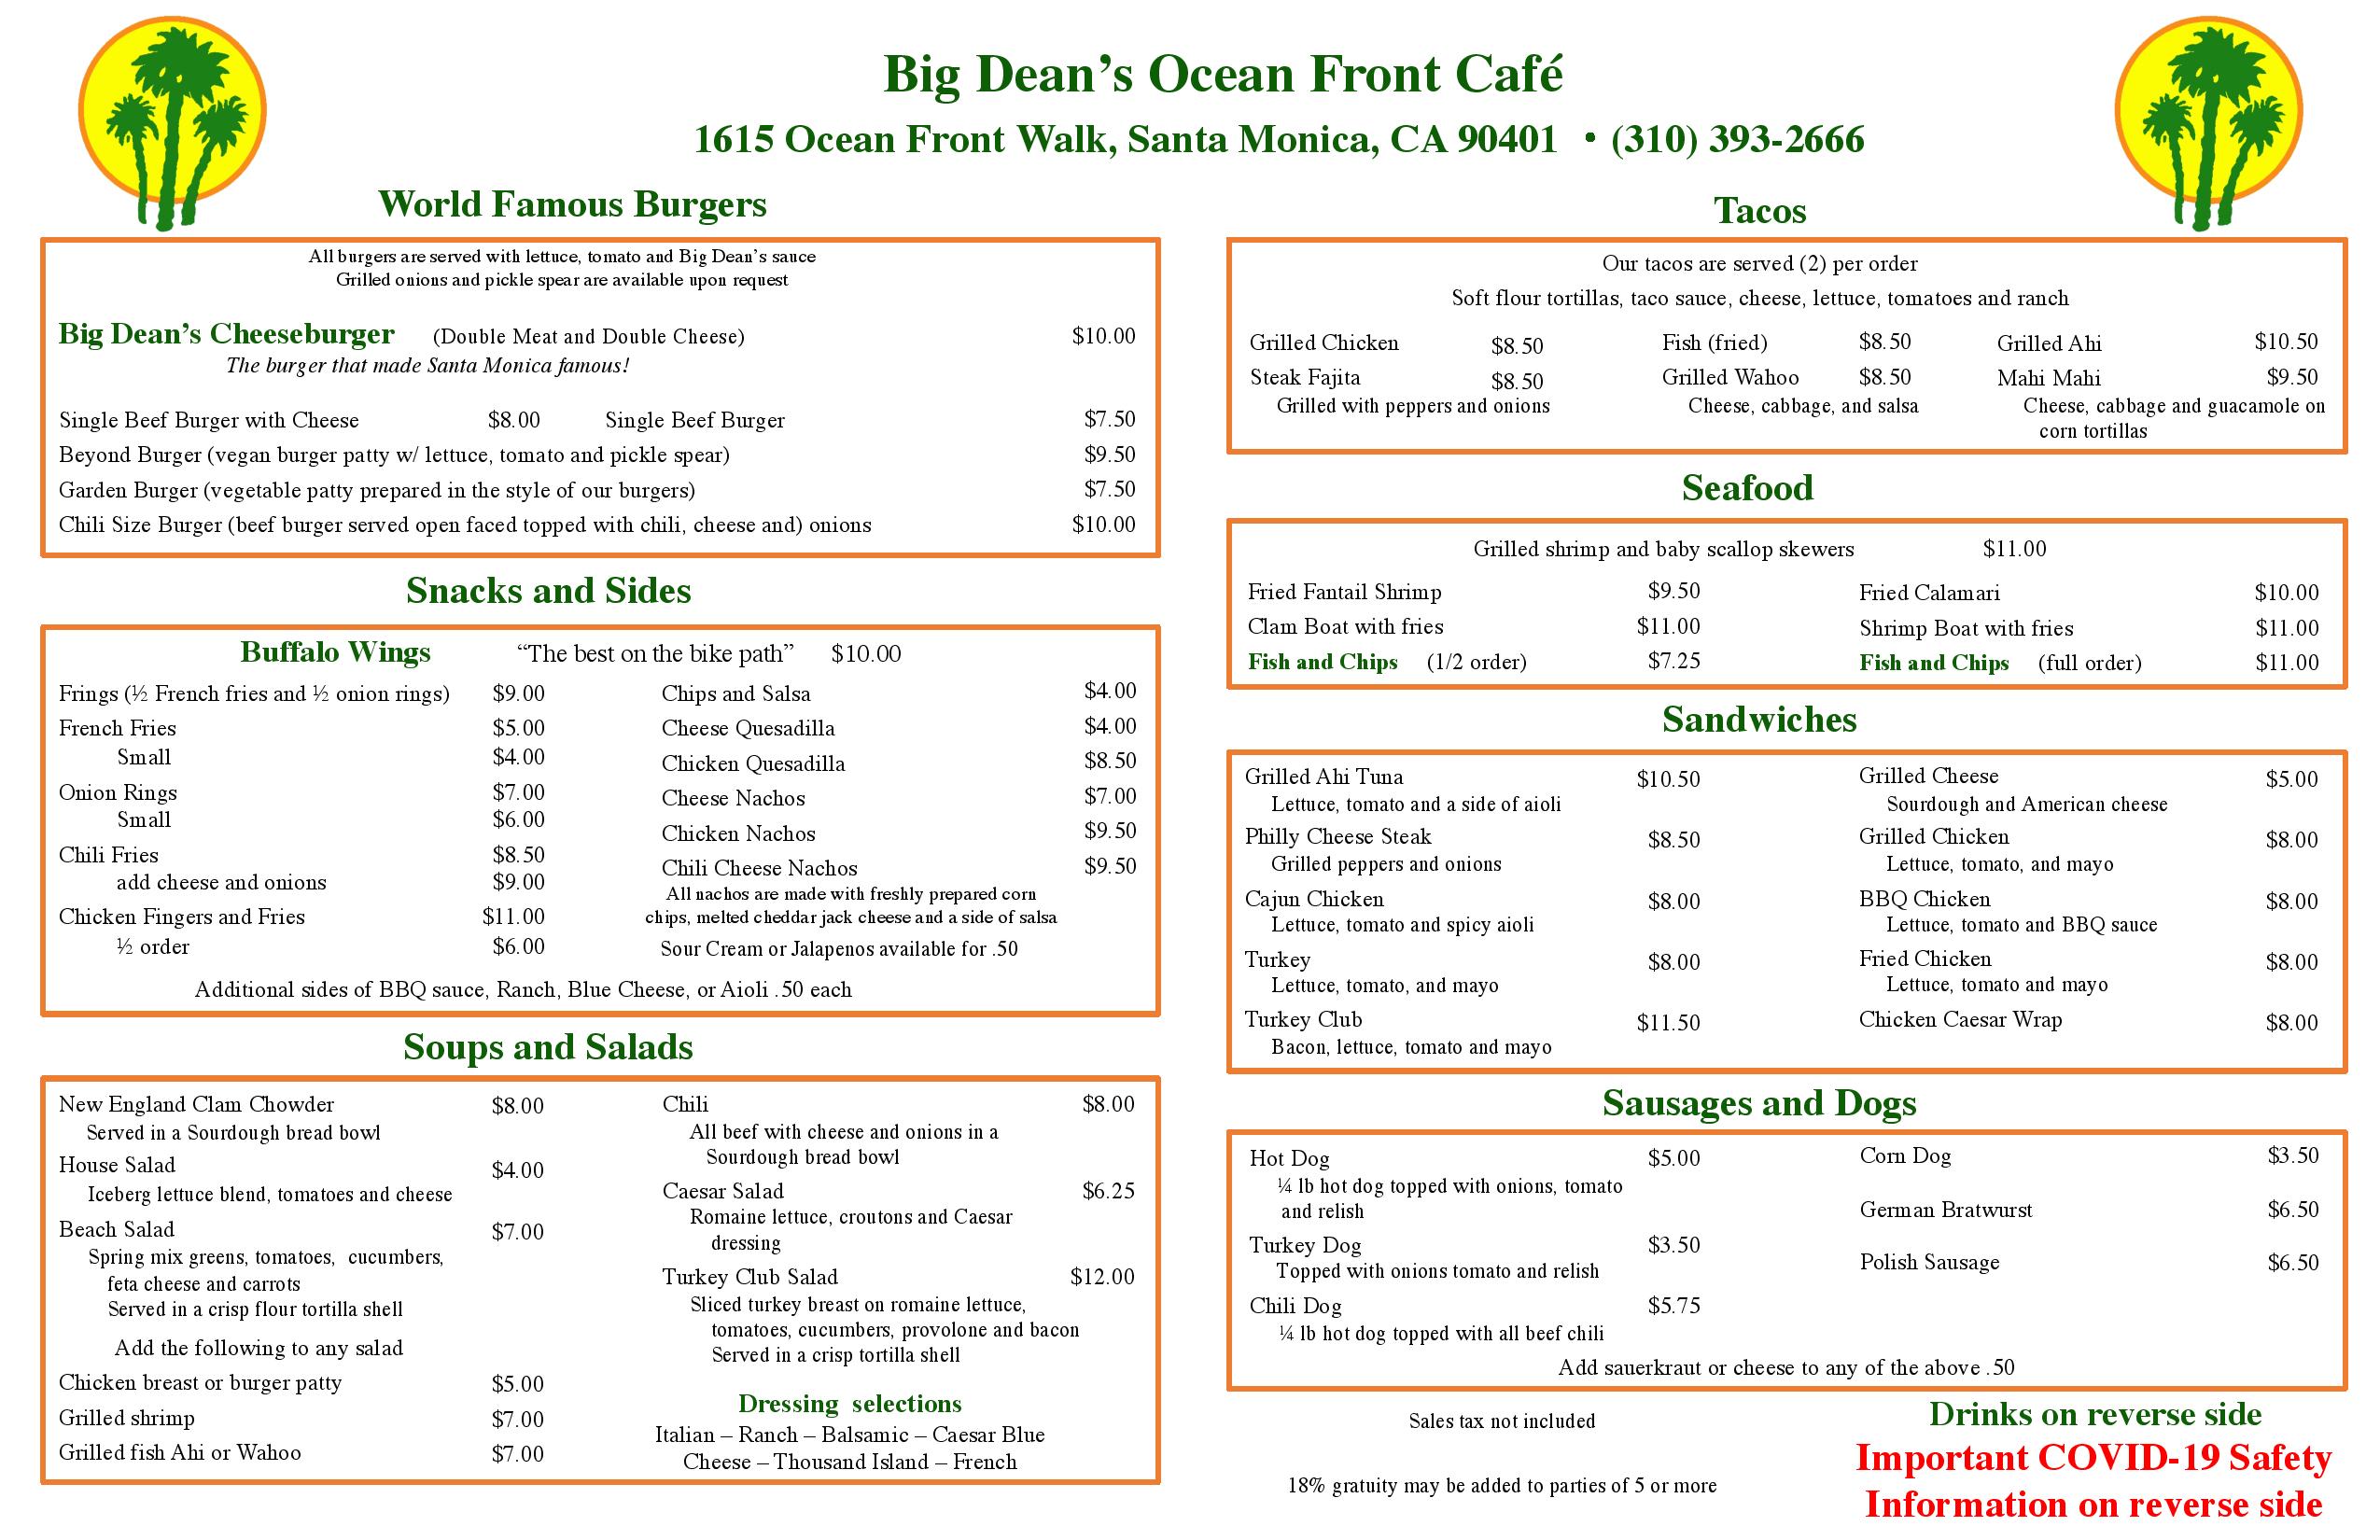 Big Dean’s Ocean Front Café
1615 Ocean Front Walk, Santa Monica, CA 90401 • (310) 393-2666
World Famous Burgers
All burgers are served with lettuce, tomato and Big Dean’s sauce
Grilled onions and pickle spear are available upon request
Big Dean’s Cheeseburger (Double Meat and Double Cheese) $10.00
The burger that made Santa Monica famous!
Single Beef Burger with Cheese $8.00 Single Beef Burger $7.50
Beyond Burger (vegan burger patty w/ lettuce, tomato and pickle spear) $9.50
Garden Burger (vegetable patty prepared in the style of our burgers) $7.50
Chili Size Burger (beef burger served open faced topped with chili, cheese and) onions $10.00
Snacks and Sides
Buffalo Wings “The best on the bike path” $10.00
Frings (½ French fries and ½ onion rings) $9.00
French Fries $5.00
Small $4.00
Onion Rings $7.00
Small $6.00
Chili Fries $8.50
add cheese and onions $9.00
Chicken Fingers and Fries $11.00
½ order $6.00
Chips and Salsa $4.00
Cheese Quesadilla $4.00
Chicken Quesadilla $8.50
Cheese Nachos $7.00
Chicken Nachos $9.50
Chili Cheese Nachos $9.50
All nachos are made with freshly prepared corn
chips, melted cheddar jack cheese and a side of salsa
Sour Cream or Jalapenos available for .50
Additional sides of BBQ sauce, Ranch, Blue Cheese, or Aioli .50 each
Soups and Salads
New England Clam Chowder $8.00
Served in a Sourdough bread bowl
House Salad $4.00
Iceberg lettuce blend, tomatoes and cheese
Beach Salad $7.00
Spring mix greens, tomatoes, cucumbers,
feta cheese and carrots
Served in a crisp flour tortilla shell
Add the following to any salad
Chicken breast or burger patty $5.00
Grilled shrimp $7.00
Grilled fish Ahi or Wahoo $7.00
Chili $8.00
All beef with cheese and onions in a
Sourdough bread bowl
Caesar Salad $6.25
Romaine lettuce, croutons and Caesar
dressing
Turkey Club Salad $12.00
Sliced turkey breast on romaine lettuce,
tomatoes, cucumbers, provolone and bacon
Served in a crisp tortilla shell
Dressing selections
Italian – Ranch – Balsamic – Caesar Blue
Cheese – Thousand Island – French
Tacos
Our tacos are served (2) per order
Soft flour tortillas, taco sauce, cheese, lettuce, tomatoes and ranch
Grilled Chicken $8.50
Steak Fajita $8.50
Grilled with peppers and onions
Fish (fried) $8.50
Grilled Wahoo $8.50
Cheese, cabbage, and salsa
Grilled Ahi $10.50
Mahi Mahi $9.50
Cheese, cabbage and guacamole on
corn tortillas
Seafood
Grilled shrimp and baby scallop skewers $11.00
Fried Fantail Shrimp $9.50
Clam Boat with fries $11.00
Fish and Chips (1/2 order) $7.25
Fried Calamari $10.00
Shrimp Boat with fries $11.00
Fish and Chips (full order) $11.00
Sandwiches
Grilled Ahi Tuna $10.50
Lettuce, tomato and a side of aioli
Philly Cheese Steak $8.50
Grilled peppers and onions
Cajun Chicken $8.00
Lettuce, tomato and spicy aioli
Turkey $8.00
Lettuce, tomato, and mayo
Turkey Club $11.50
Bacon, lettuce, tomato and mayo
Grilled Cheese $5.00
Sourdough and American cheese
Grilled Chicken $8.00
Lettuce, tomato, and mayo
BBQ Chicken $8.00
Lettuce, tomato and BBQ sauce
Fried Chicken $8.00
Lettuce, tomato and mayo
Chicken Caesar Wrap $8.00
Sausages and Dogs
Hot Dog $5.00
¼ lb hot dog topped with onions, tomato
and relish
Turkey Dog $3.50
Topped with onions tomato and relish
Chili Dog $5.75
¼ lb hot dog topped with all beef chili
Corn Dog $3.50
German Bratwurst $6.50
Polish Sausage $6.50
Add sauerkraut or cheese to any of the above .50
Sales tax not included
18% gratuity may be added to parties of 5 or more
Drinks on reverse side
Important COVID-19 Safety
Information on reverse side